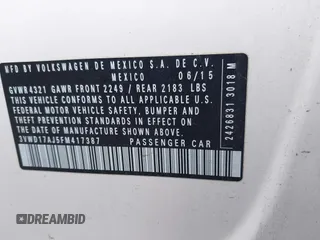 MFD BY VOLKSWAGEN DE MEXICO S.A. DE C.V.
MEXICO 06/15
GVWR 4321 GAWR FRONT 2249 / REAR 2183 LBS
THIS VEHICLE CONFORMS TO ALL APPLICABLE U.S.
FEDERAL MOTOR VEHICLE SAFETY, BUMPER, AND
THEFT PREVENTION STANDARDS IN EFFECT ON THE
DATE OF MANUFACTURE SHOWN ABOVE.
3VWD17AJ5FM417387 PASSENGER CAR
2426831 3018 M
DREAMBID